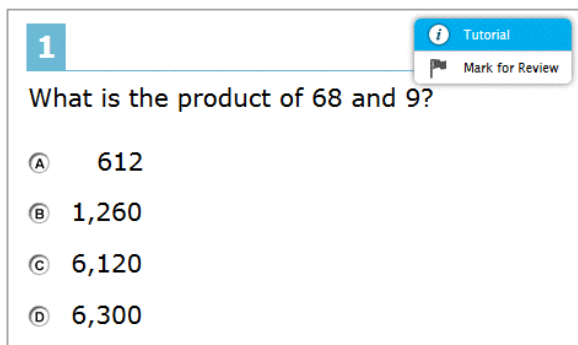 1
Tutorial
Mark for Review
What is the product of 68 and 9?
A 612
B 1,260
C 6,120
D 6,300